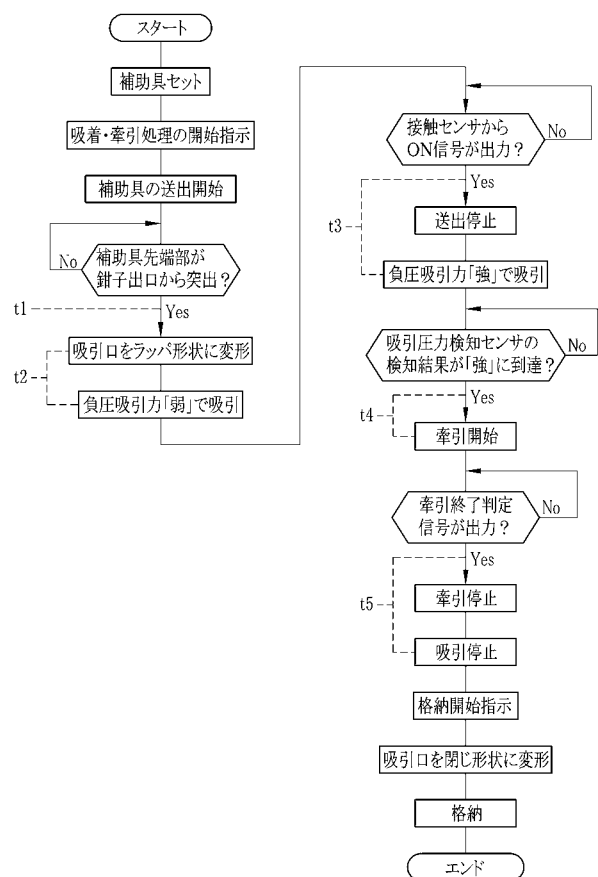 スタート
補助具セット
吸着・牽引処理の開始指示
補助具の送出開始
補助具先端部が
鉗子出口から突出？
No
t1
Yes
吸引口をラッパ形状に変形
t2
負圧吸引力「弱」で吸引
接触センサから
ON信号が出力？
No
Yes
t3
送出停止
負圧吸引力「強」で吸引
吸引圧力検知センサの
検知結果が「強」に到達？
No
Yes
t4
牽引開始
牽引終了判定
信号が出力？
No
Yes
t5
牽引停止
吸引停止
格納開始指示
吸引口を閉じ形状に変形
格納
エンド